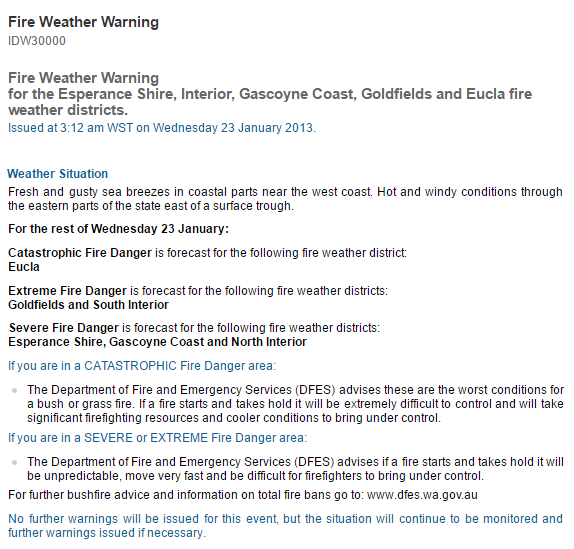 Fire Weather Warning
IDW30000
Fire Weather Warning
for the Esperance Shire, Interior, Gascoyne Coast, Goldfields and Eucla fire
weather districts.
Issued at 3:12 am WST on Wednesday 23 January 2013.
Weather Situation
Fresh and gusty sea breezes in coastal parts near the west coast. Hot and windy conditions through
the eastern parts of the state east of a surface trough.
For the rest of Wednesday 23 January:
Catastrophic Fire Danger is forecast for the following fire weather district:
Eucla
Extreme Fire Danger is forecast for the following fire weather districts:
Goldfields and South Interior
Severe Fire Danger is forecast for the following fire weather districts:
Esperance Shire, Gascoyne Coast and North Interior
If you are in a CATASTROPHIC Fire Danger area:
The Department of Fire and Emergency Services (DFES) advises these are the worst conditions for
a bush or grass fire. If a fire starts and takes hold it will be extremely difficult to control and will take
significant firefighting resources and cooler conditions to bring under control.
If you are in a SEVERE or EXTREME Fire Danger area:
The Department of Fire and Emergency Services (DFES) advises if a fire starts and takes hold it will
be unpredictable, move very fast and be difficult for firefighters to bring under control.
For further bushfire advice and information on total fire bans go to: www.dfes.wa.gov.au
No further warnings will be issued for this event, but the situation will continue to be monitored and
further warnings issued if necessary.